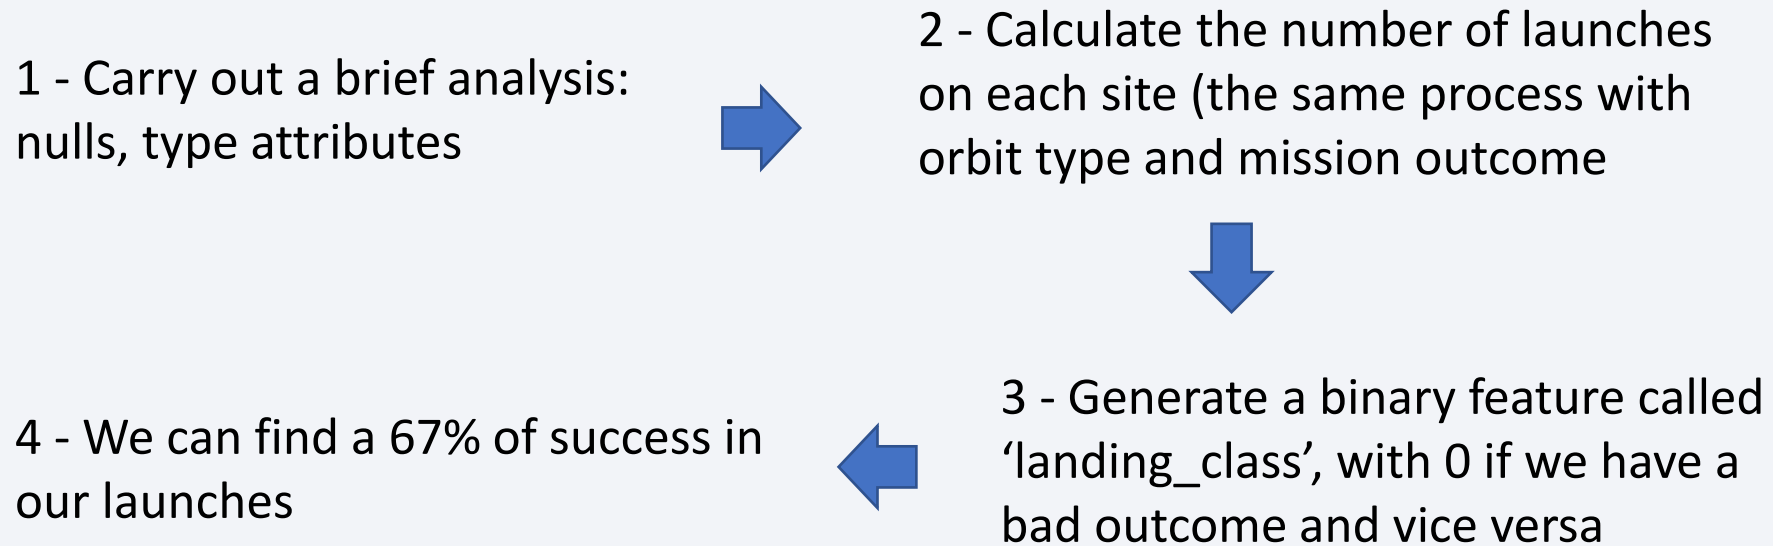 1 - Carry out a brief analysis:
nulls, type attributes
2 - Calculate the number of launches
on each site (the same process with
orbit type and mission outcome
3 - Generate a binary feature called
‘landing_class’, with 0 if we have a
bad outcome and vice versa
4 - We can find a 67% of success in
our launches